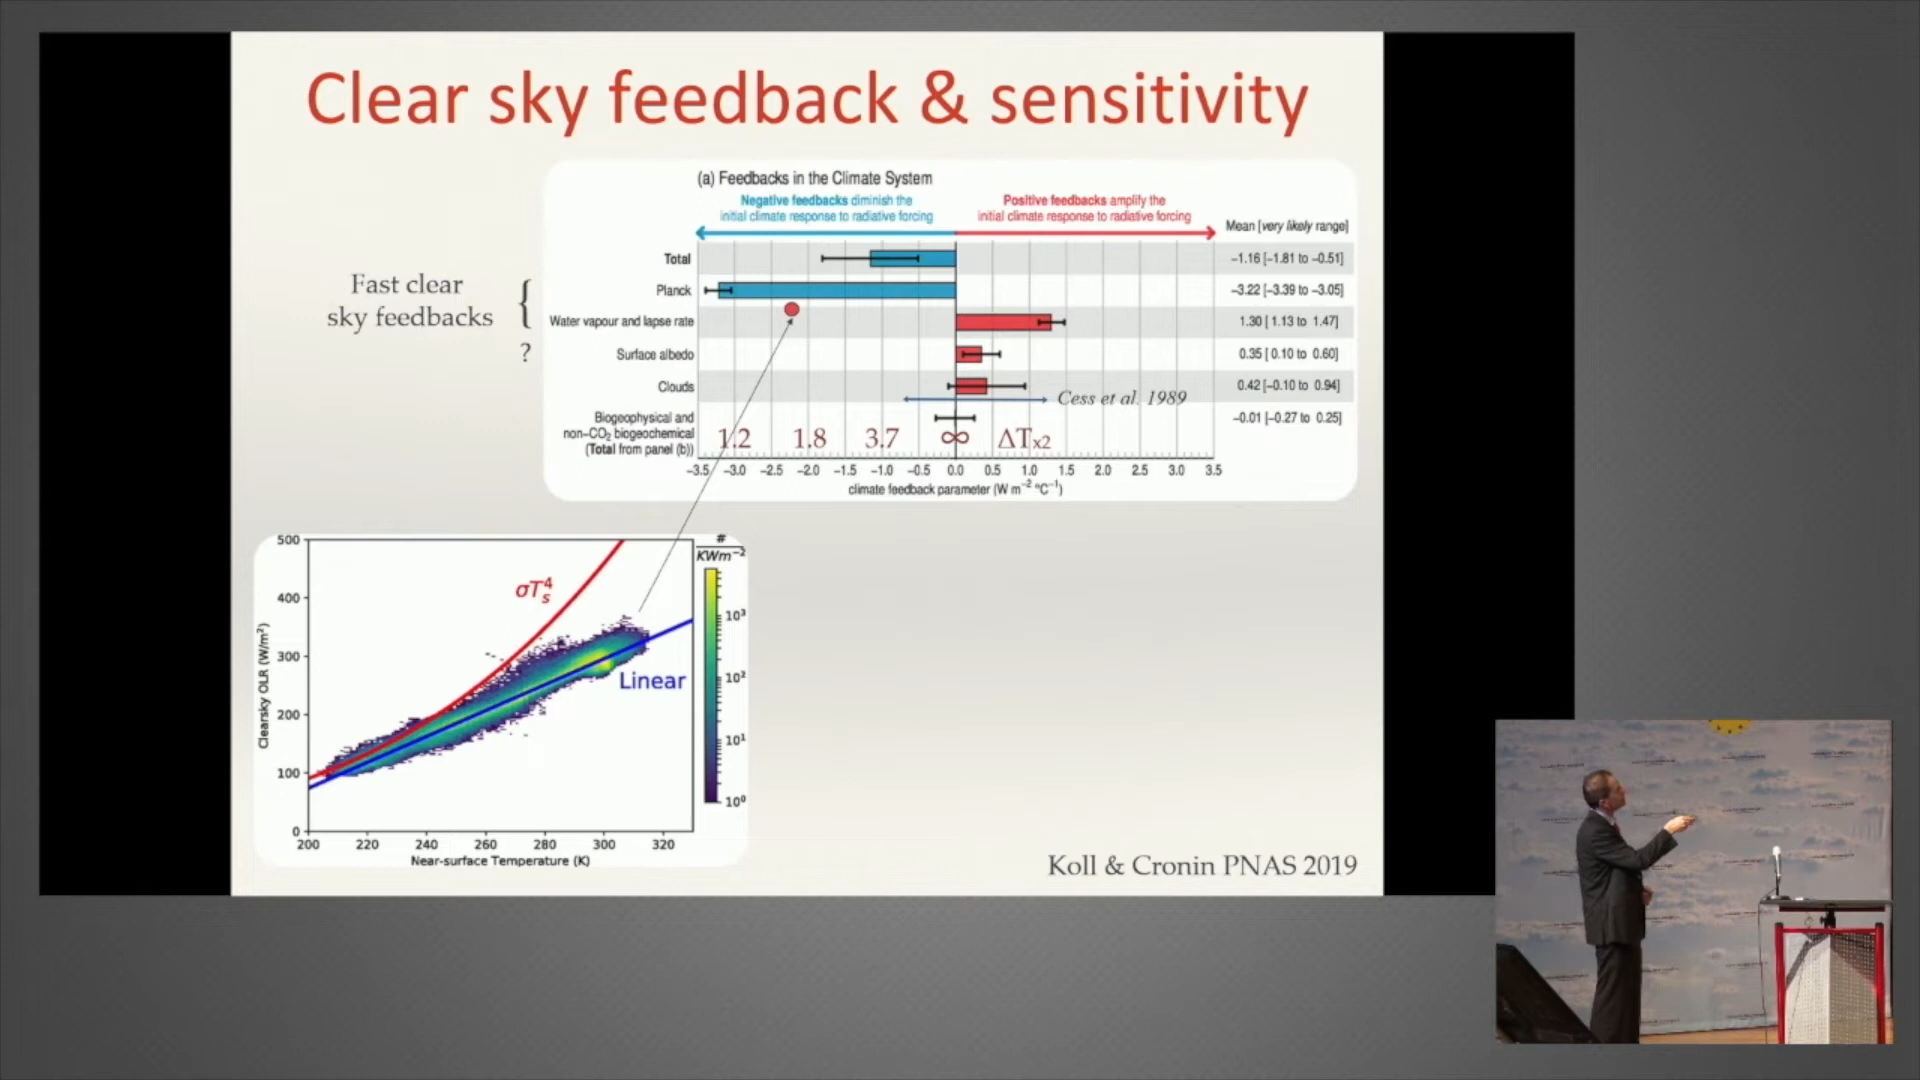 Clear sky feedback & sensitivity
(a) Feedbacks in the Climate System
Negative feedbacks diminish the
initial climate response to radiative forcing
Positive feedbacks amplify the
initial climate response to radiative forcing
Mean [very likely range]
Total
−1.16 [−1.81 to −0.51]
Planck
−3.22 [−3.39 to −3.05]
Water vapour and lapse rate
1.30 [ 1.13 to 1.47]
Surface albedo
0.35 [ 0.10 to 0.60]
Clouds
0.42 [−0.10 to 0.94]
Cess et al. 1989
Biogeophysical and
non−CO₂ biogeochemical
(Total from panel (b))
−0.01 [−0.27 to 0.25]
1.2 1.8 3.7 ∞ ΔTx2
−3.5 −3.0 −2.5 −2.0 −1.5 −1.0 −0.5 0.0 0.5 1.0 1.5 2.0 2.5 3.0 3.5
climate feedback parameter (W m⁻² °C⁻¹)
Fast clear
sky feedbacks
{
?
500
400
300
200
100
0
Clearsky OLR (W/m²)
σTₛ⁴
Linear
200 220 240 260 280 300 320
Near-surface Temperature (K)
#
KWm⁻²
10³
10²
10¹
10⁰
Koll & Cronin PNAS 2019